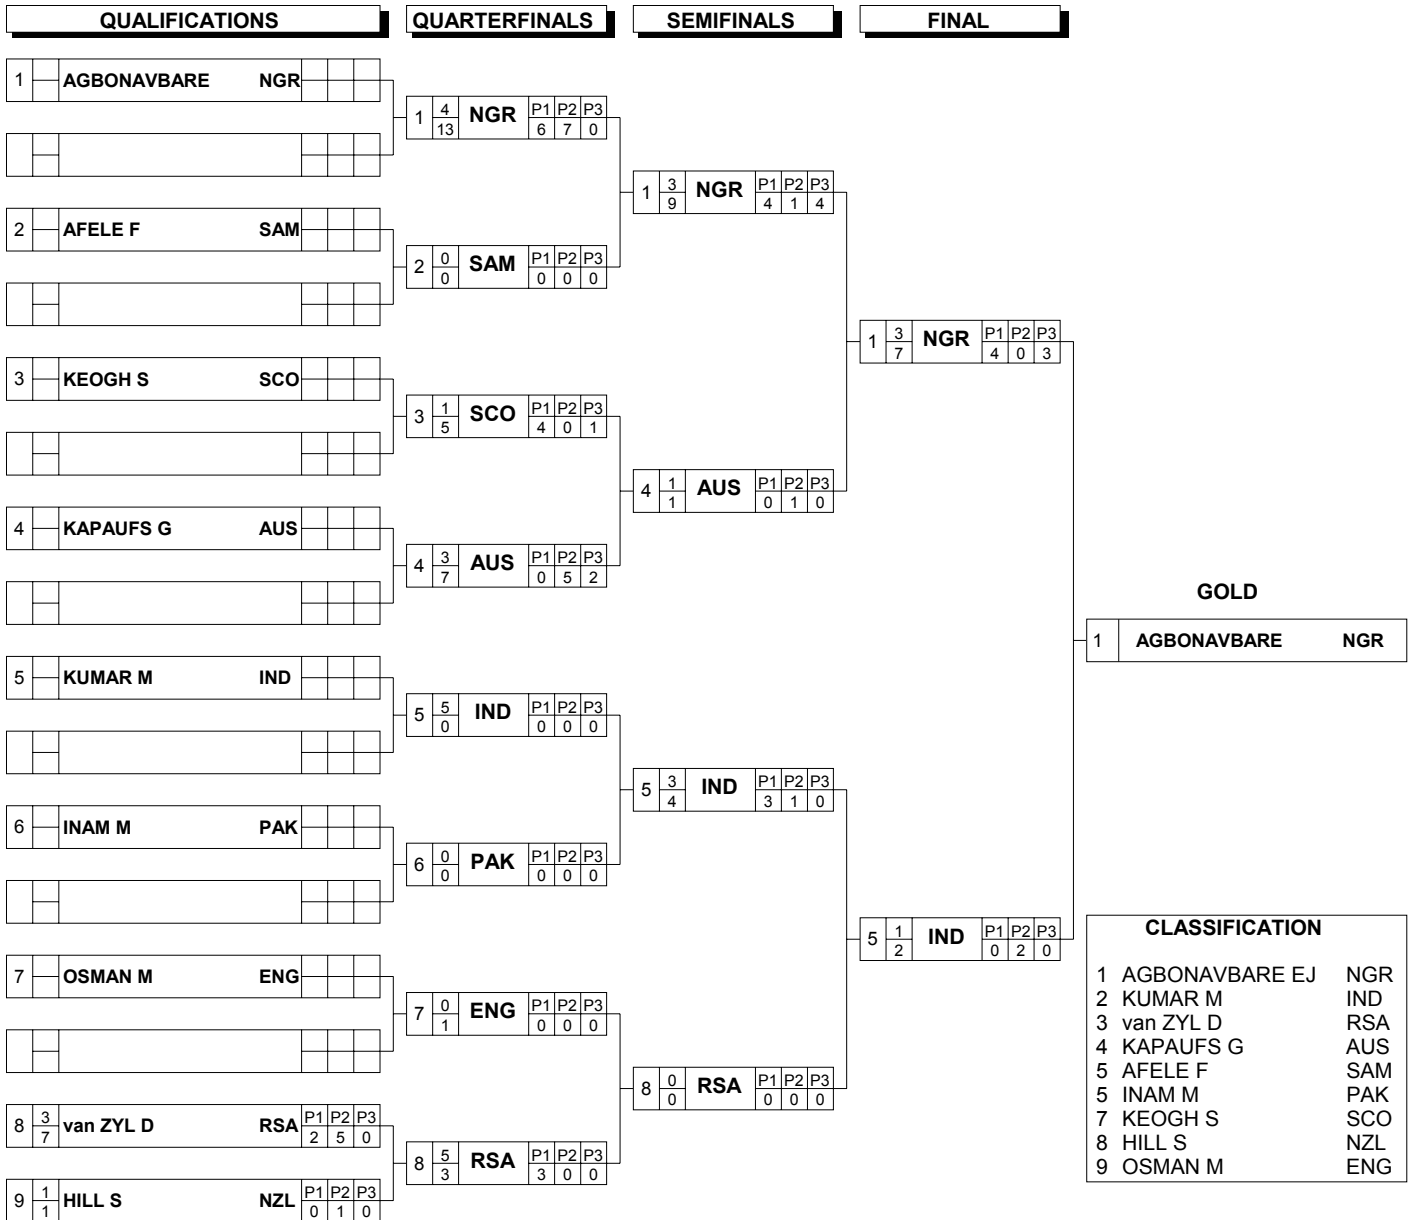 QUALIFICATIONS QUARTERFINALS SEMIFINALS FINAL
1 AGBONAVBARE NGR
1 4 13 NGR P1 P2 P3 6 7 0
1 3 9 NGR P1 P2 P3 4 1 4
2 AFELE F SAM
2 0 0 SAM P1 P2 P3 0 0 0
1 3 7 NGR P1 P2 P3 4 0 3
3 KEOGH S SCO
3 1 5 SCO P1 P2 P3 4 0 1
4 1 1 AUS P1 P2 P3 0 1 0
4 KAPAUFS G AUS
4 3 7 AUS P1 P2 P3 0 5 2
GOLD
1 AGBONAVBARE NGR
5 KUMAR M IND
5 5 0 IND P1 P2 P3 0 0 0
5 3 4 IND P1 P2 P3 3 1 0
6 INAM M PAK
6 0 0 PAK P1 P2 P3 0 0 0
5 1 2 IND P1 P2 P3 0 2 0
7 OSMAN M ENG
7 0 1 ENG P1 P2 P3 0 0 0
8 0 0 RSA P1 P2 P3 0 0 0
8 3 7 van ZYL D RSA P1 P2 P3 2 5 0
8 5 3 RSA P1 P2 P3 3 0 0
9 1 1 HILL S NZL P1 P2 P3 0 1 0
CLASSIFICATION
1 AGBONAVBARE EJ NGR
2 KUMAR M IND
3 van ZYL D RSA
4 KAPAUFS G AUS
5 AFELE F SAM
5 INAM M PAK
7 KEOGH S SCO
8 HILL S NZL
9 OSMAN M ENG